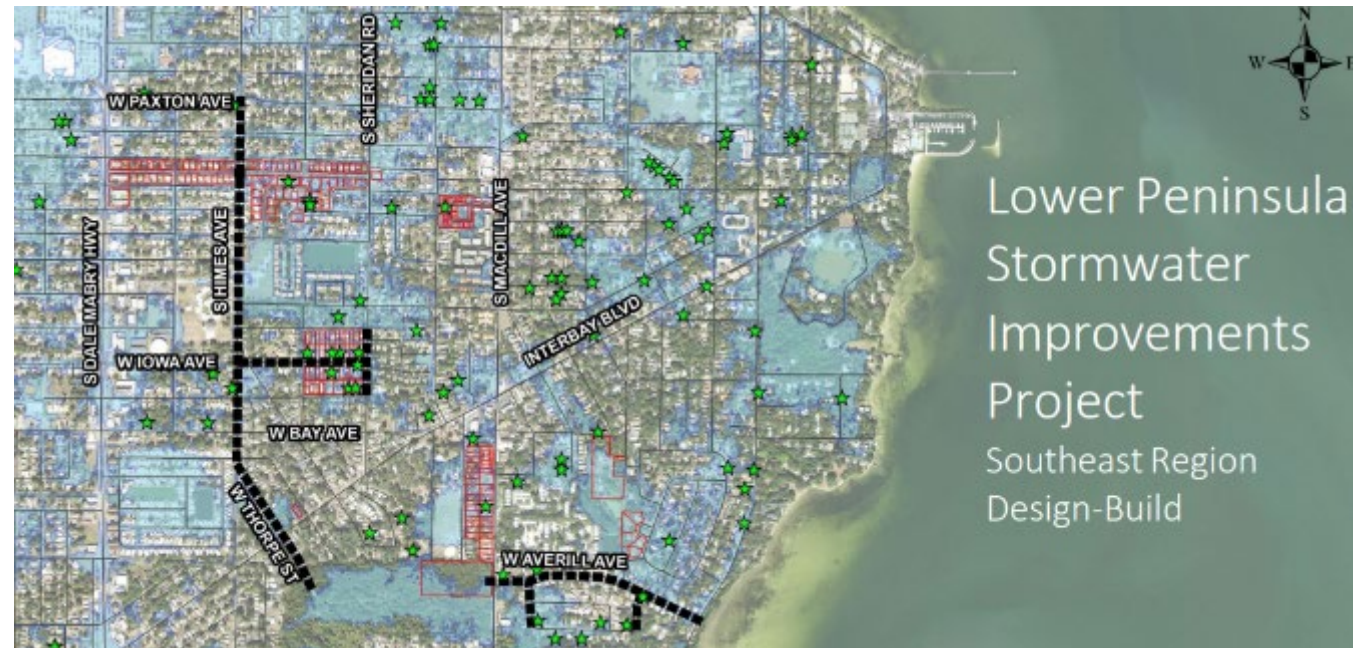 N
W
E
S
W PAXTON AVE
S SHERIDAN RD
S DALE MABRY HWY
S HIMES AVE
S MACDILL AVE
INTERBAY BLVD
W IOWA AVE
W BAY AVE
W THORPE ST
W AVERILL AVE
Lower Peninsula
Stormwater
Improvements
Project
Southeast Region
Design-Build